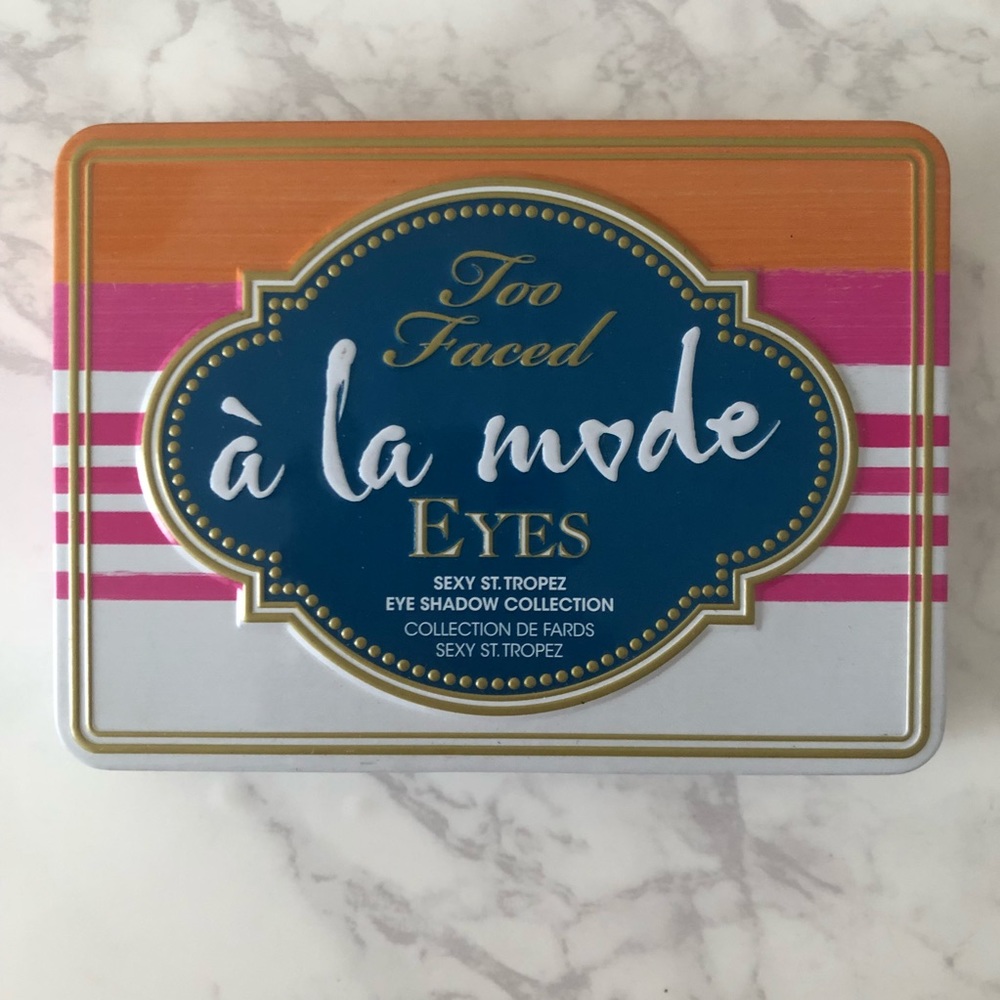 Too
Faced
à la mode
EYES
SEXY ST. TROPEZ
EYE SHADOW COLLECTION
COLLECTION DE FARDS
SEXY ST. TROPEZ